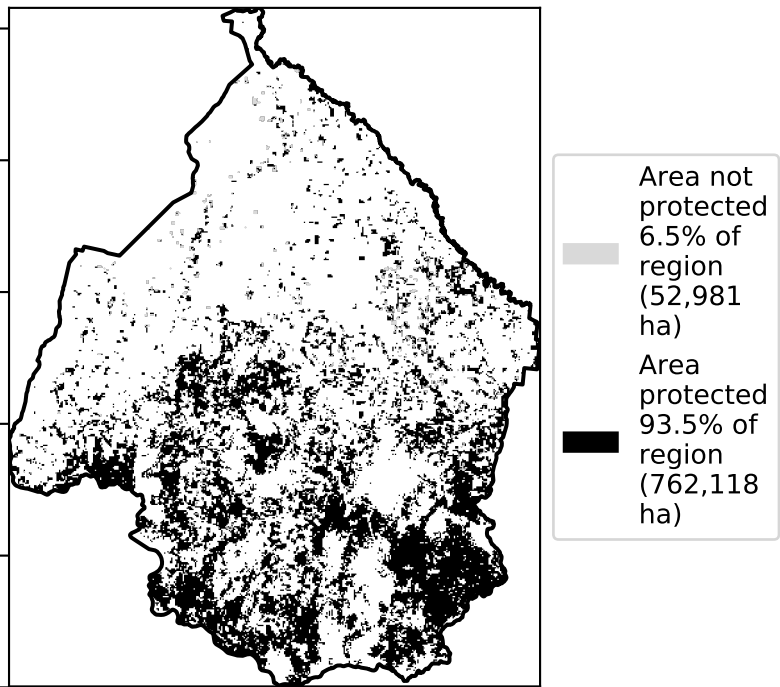 Area not
protected
6.5% of
region
(52,981
ha)
Area
protected
93.5% of
region
(762,118
ha)